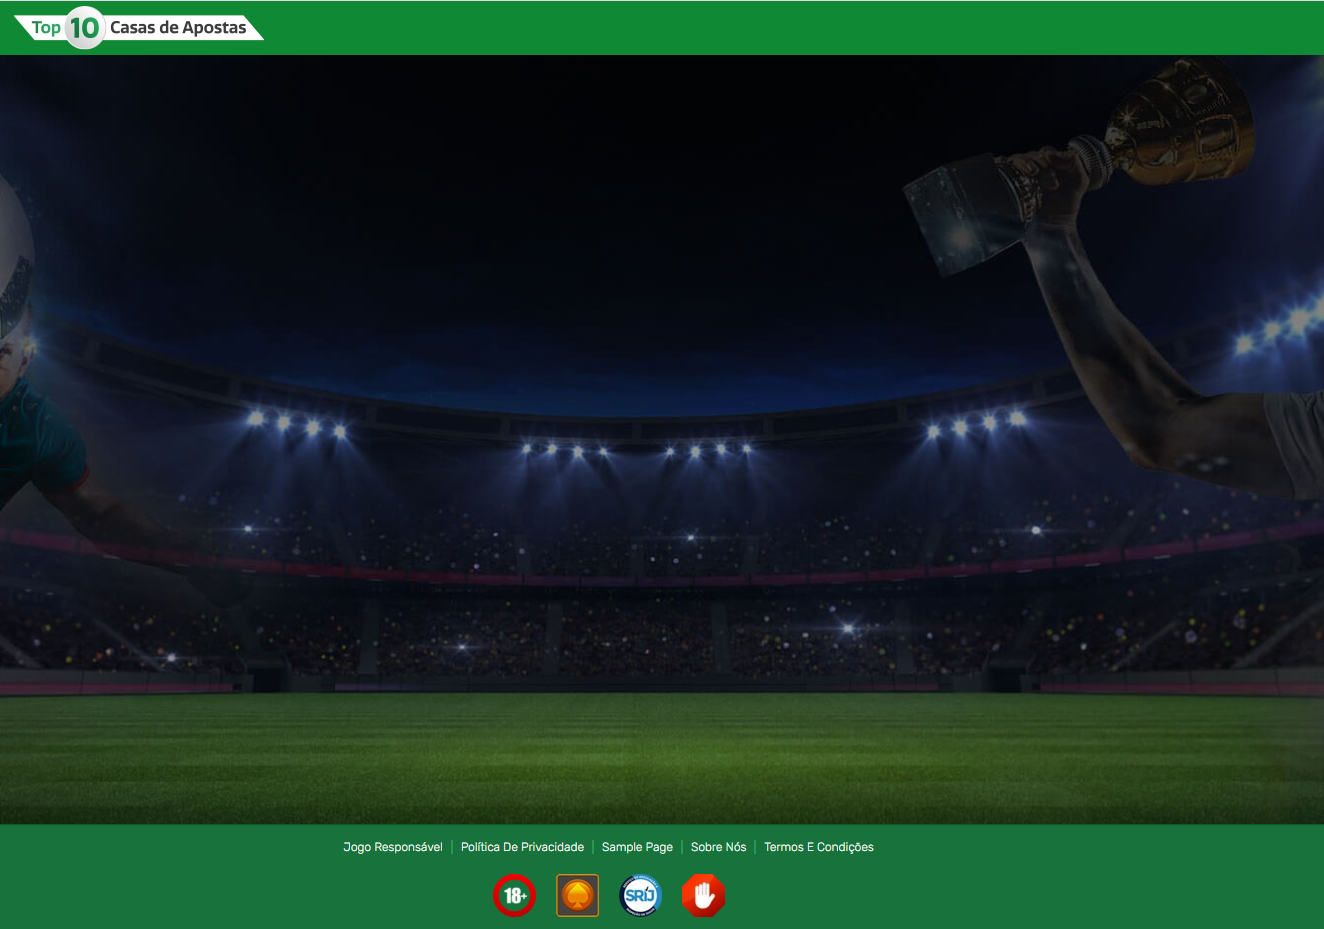 Top 10 Casas de Apostas
Jogo Responsável | Política De Privacidade | Sample Page | Sobre Nós | Termos E Condições
18+ SRIJ